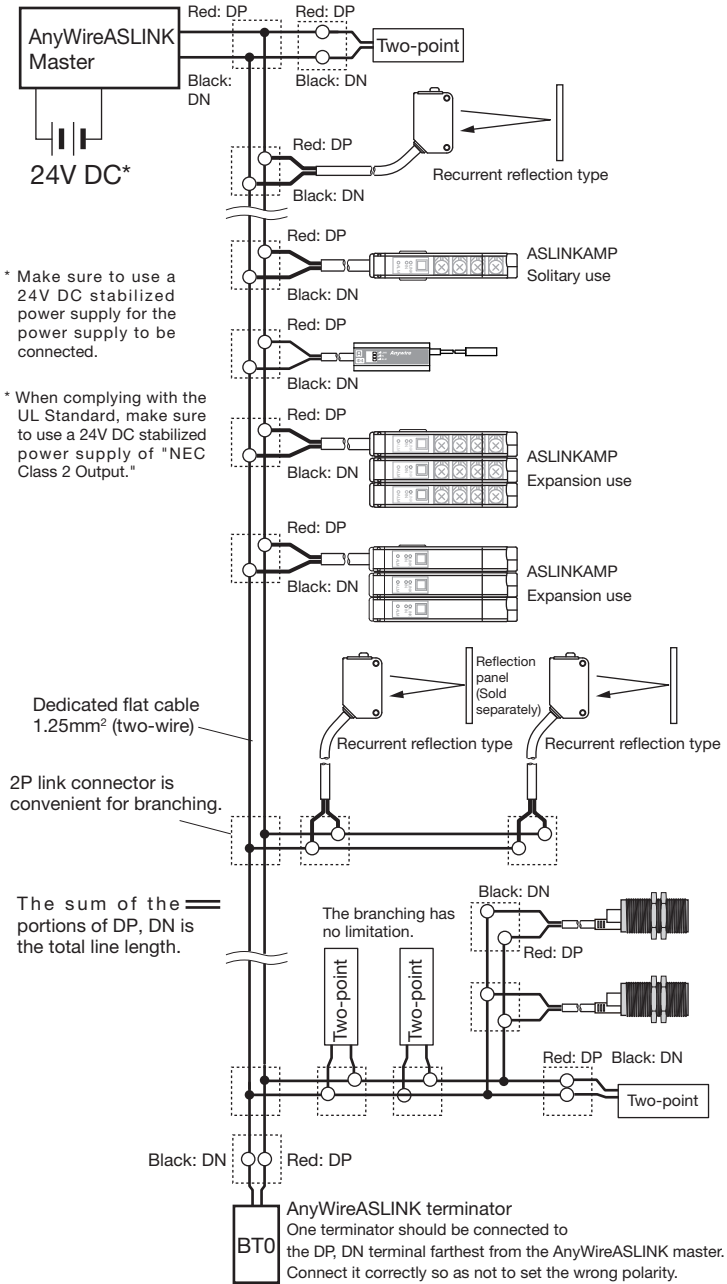 Red: DP
Red: DP
AnyWireASLINK
Master
Two-point
Black:
DN
Black: DN
24V DC*
Red: DP
Black: DN
Recurrent reflection type
Red: DP
Black: DN
ASLINKAMP
Solitary use
* Make sure to use a
24V DC stabilized
power supply for the
power supply to be
connected.
Red: DP
Anywire
Black: DN
* When complying with the
UL Standard, make sure
to use a 24V DC stabilized
power supply of "NEC
Class 2 Output."
Red: DP
Black: DN
ASLINKAMP
Expansion use
Red: DP
Black: DN
ASLINKAMP
Expansion use
Reflection
panel
(Sold
separately)
Recurrent reflection type
Recurrent reflection type
Dedicated flat cable
1.25mm² (two-wire)
2P link connector is
convenient for branching.
The sum of the
portions of DP, DN is
the total line length.
The branching has
no limitation.
Two-point
Two-point
Black: DN
Red: DP
Red: DP
Black: DN
Two-point
Black: DN
Red: DP
BT0
AnyWireASLINK terminator
One terminator should be connected to
the DP, DN terminal farthest from the AnyWireASLINK master.
Connect it correctly so as not to set the wrong polarity.